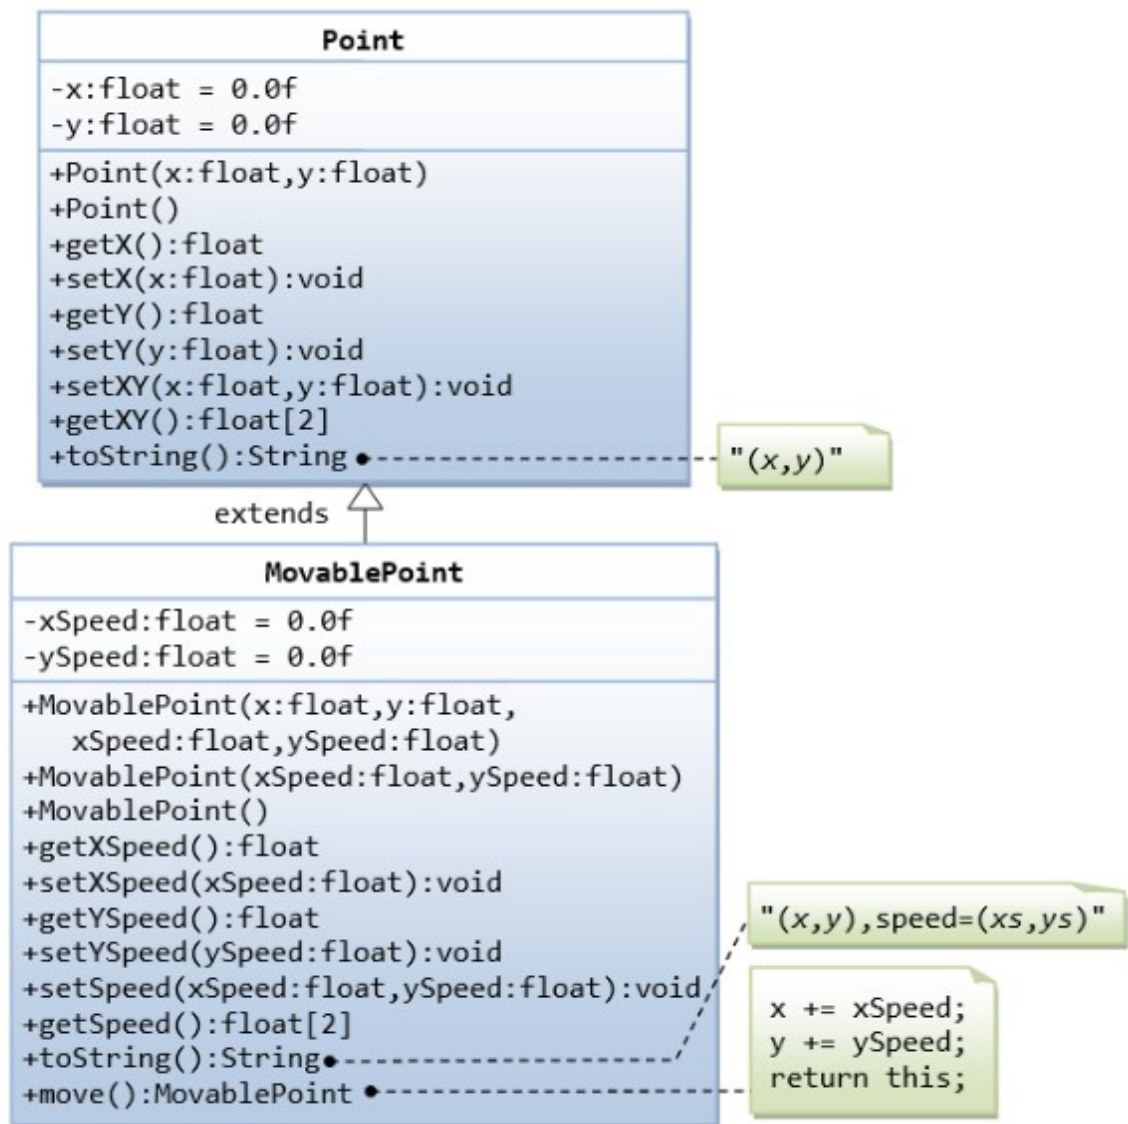 Point
-x:float = 0.0f
-y:float = 0.0f
+Point(x:float,y:float)
+Point()
+getX():float
+setX(x:float):void
+getY():float
+setY(y:float):void
+setXY(x:float,y:float):void
+getXY():float[2]
+toString():String
"(x,y)"
extends
MovablePoint
-xSpeed:float = 0.0f
-ySpeed:float = 0.0f
+MovablePoint(x:float,y:float,
xSpeed:float,ySpeed:float)
+MovablePoint(xSpeed:float,ySpeed:float)
+MovablePoint()
+getXSpeed():float
+setXSpeed(xSpeed:float):void
+getYSpeed():float
+setYSpeed(ySpeed:float):void
+setSpeed(xSpeed:float,ySpeed:float):void
+getSpeed():float[2]
+toString():String
+move():MovablePoint
"(x,y),speed=(xs,ys)"
x += xSpeed;
y += ySpeed;
return this;